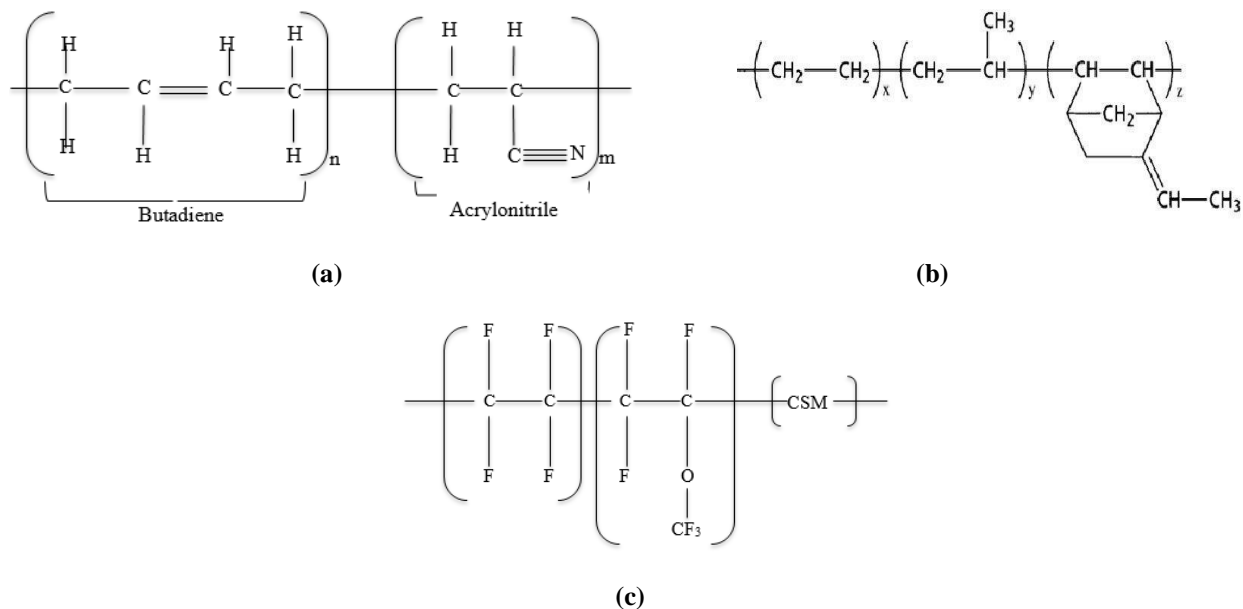 H H H H H
C C C C n C C m
H H H H C N
Butadiene Acrylonitrile
(a)
CH3
CH2 CH2 x CH2 CH y CH CH z
CH2
CH CH3
(b)
F F F F
C C C C CSM
F F F O
CF3
(c)